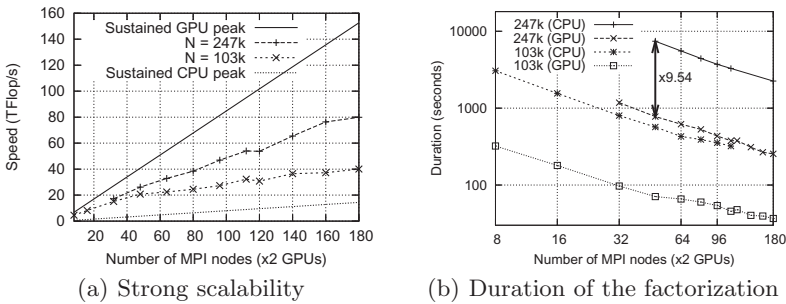 160
140
120
100
80
60
40
20
0
Speed (TFlop/s)
Sustained GPU peak
N = 247k
N = 103k
Sustained CPU peak
20 40 60 80 100 120 140 160 180
Number of MPI nodes (x2 GPUs)
(a) Strong scalability
10000
1000
100
Duration (seconds)
247k (CPU)
247k (GPU)
103k (CPU)
103k (GPU)
x9.54
8 16 32 64 96 180
Number of MPI nodes (x2 GPUs)
(b) Duration of the factorization